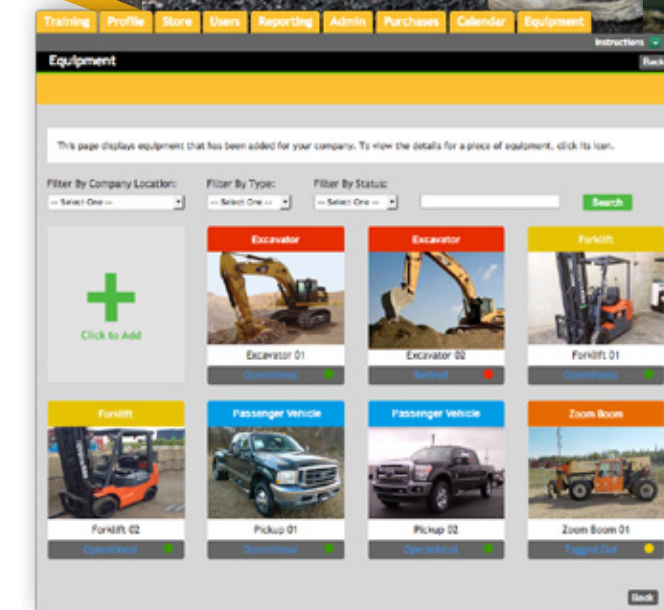 Training Profile Store Users Reporting Admin Purchases Calendar Equipment
Instructions
Equipment Back
This page displays equipment that has been added for your company. To view the details for a piece of equipment, click its icon.
Filter By Company Location: Filter By Type: Filter By Status:
-- Select One -- -- Select One -- -- Select One -- Search
Excavator Excavator Forklift
Click to Add
Excavator 01 Excavator 02 Forklift 01
Operational Retired Operational
Forklift Passenger Vehicle Passenger Vehicle Zoom Boom
Forklift 02 Pickup 01 Pickup 02 Zoom Boom 01
Operational Operational Operational Tagged Out
Back